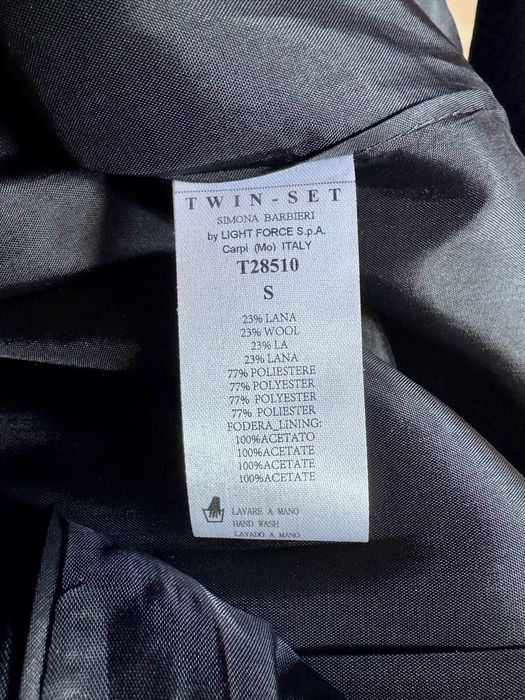 TWIN-SET
SIMONA BARBIERI
by LIGHT FORCE S.p.A.
Carpi (Mo) ITALY
T28510
S
23% LANA
23% WOOL
23% LA
23% LANA
77% POLIESTERE
77% POLYESTER
77% POLYESTER
77% POLIESTER
FODERA_LINING:
100%ACETATO
100%ACETATE
100%ACETATE
100%ACETATE
LAVARE A MANO
HAND WASH
LAVADO A MANO